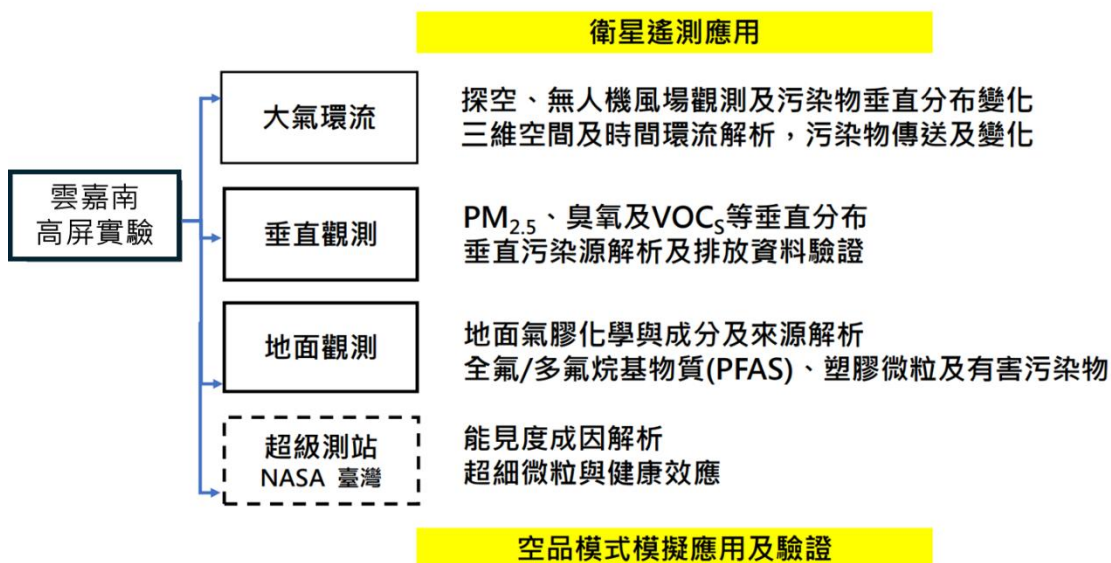 衛星遙測應用
大氣環流
探空、無人機風場觀測及污染物垂直分布變化
三維空間及時間環流解析，污染物傳送及變化
雲嘉南
高屏實驗
垂直觀測
PM2.5、臭氧及VOCS等垂直分布
垂直污染源解析及排放資料驗證
地面觀測
地面氣膠化學與成分及來源解析
全氟/多氟烷基物質(PFAS)、塑膠微粒及有害污染物
超級測站
NASA 臺灣
能見度成因解析
超細微粒與健康效應
空品模式模擬應用及驗證